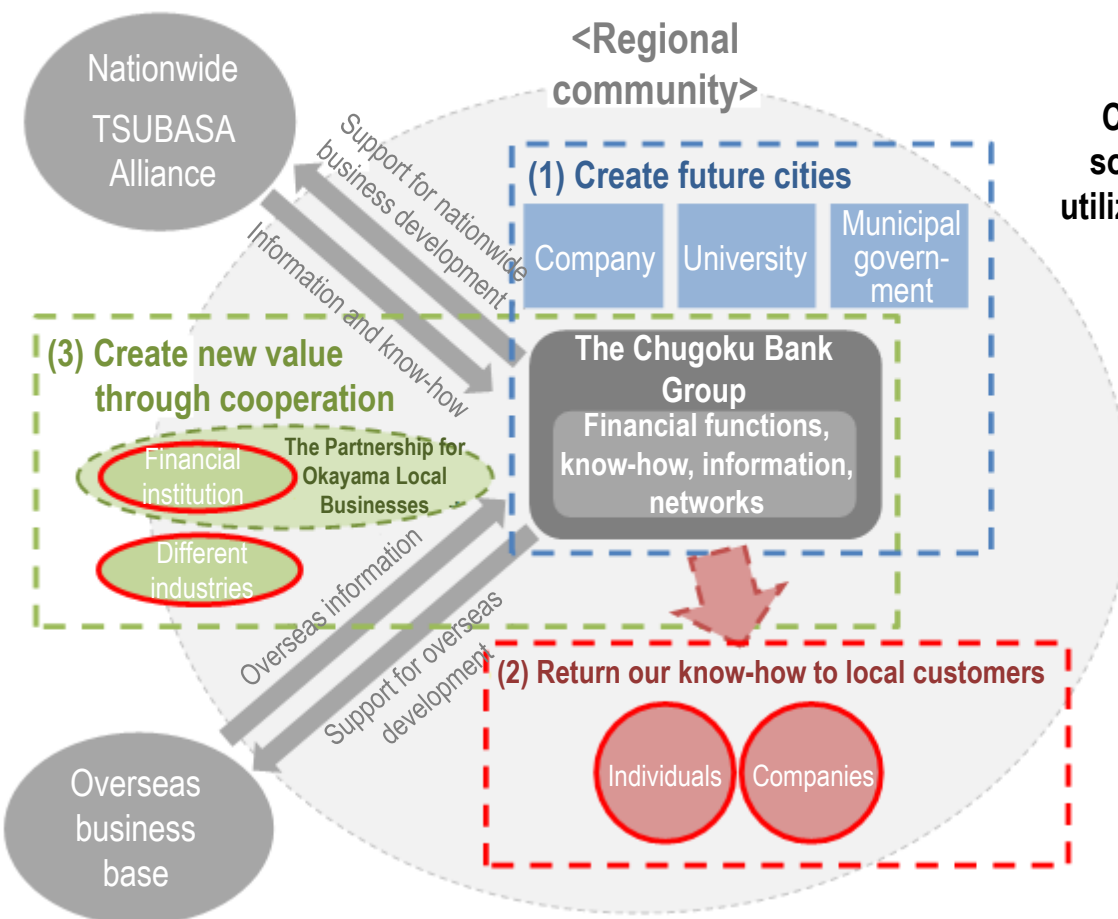 <Regional
community>
Nationwide
TSUBASA
Alliance
Support for nationwide
business development
Information and know-how
(1) Create future cities
Company
University
Municipal
govern-
ment
(3) Create new value
through cooperation
Financial
institution
The Partnership for
Okayama Local
Businesses
Different
industries
The Chugoku Bank
Group
Financial functions,
know-how, information,
networks
Overseas information
Support for overseas
development
(2) Return our know-how to local customers
Individuals
Companies
Overseas
business
base